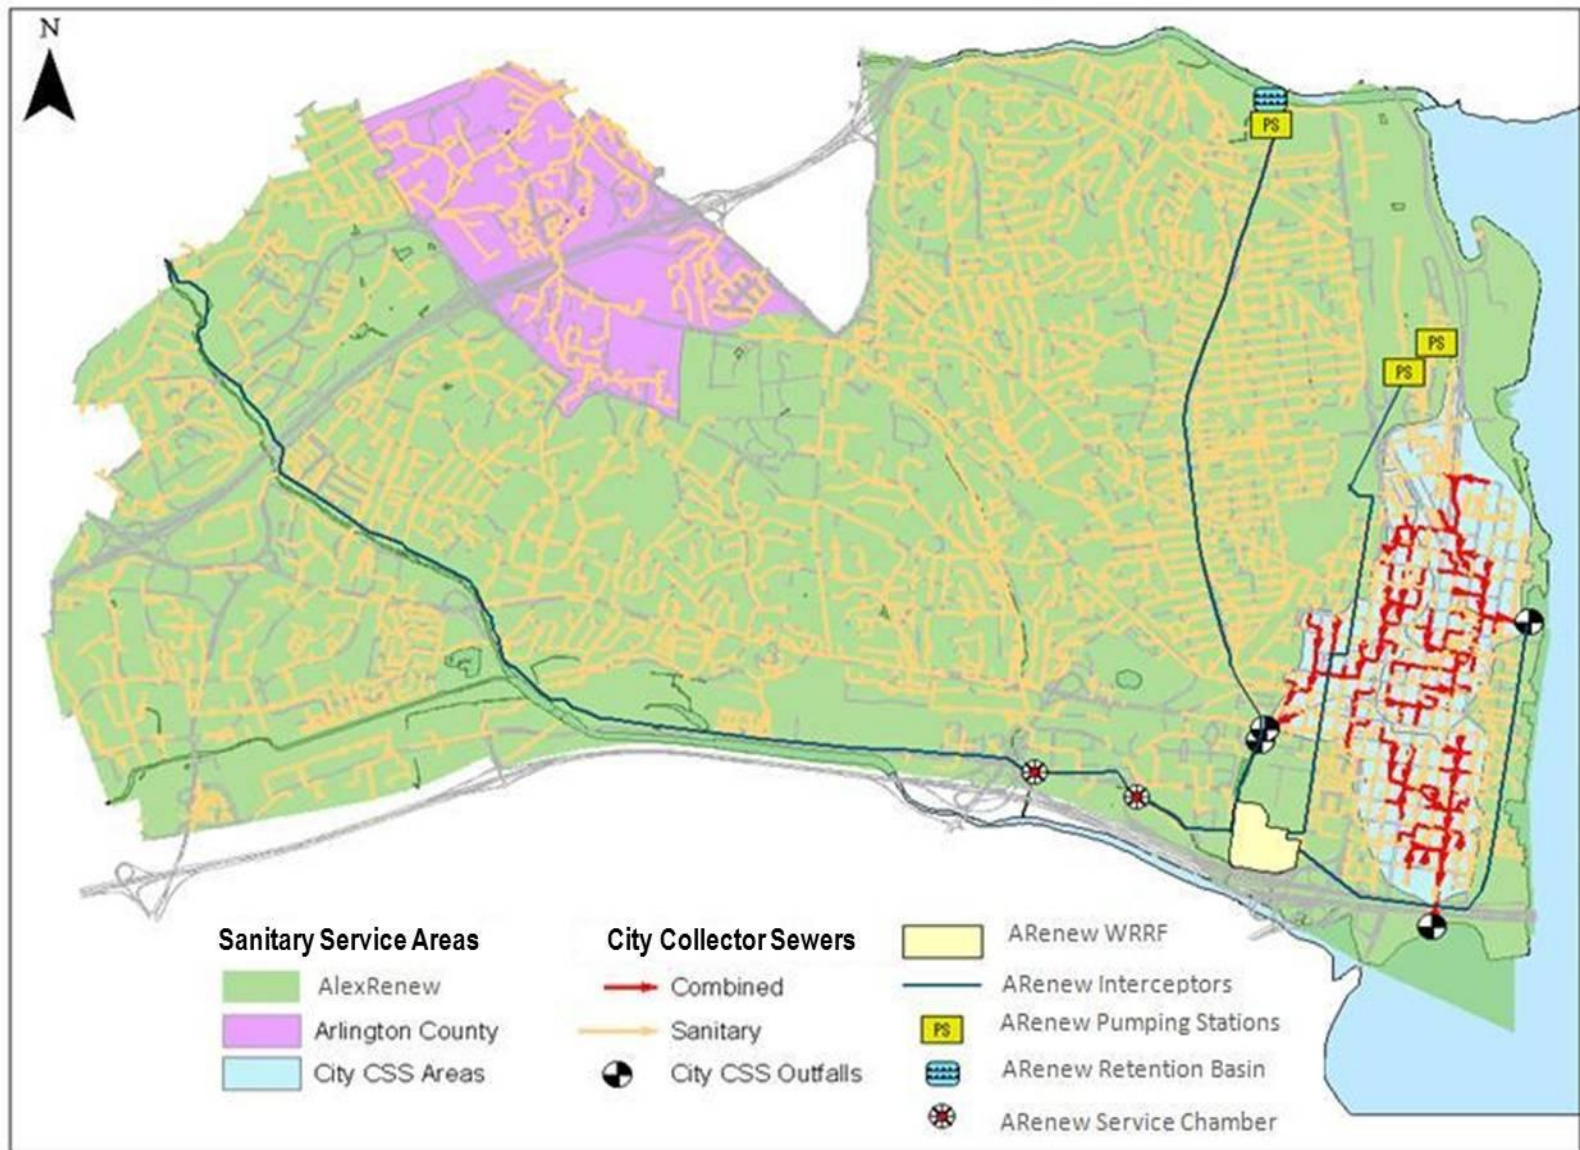 N
PS
PS
PS
Sanitary Service Areas
AlexRenew
Arlington County
City CSS Areas
City Collector Sewers
Combined
Sanitary
City CSS Outfalls
ARenew WRRF
ARenew Interceptors
PS ARenew Pumping Stations
ARenew Retention Basin
ARenew Service Chamber